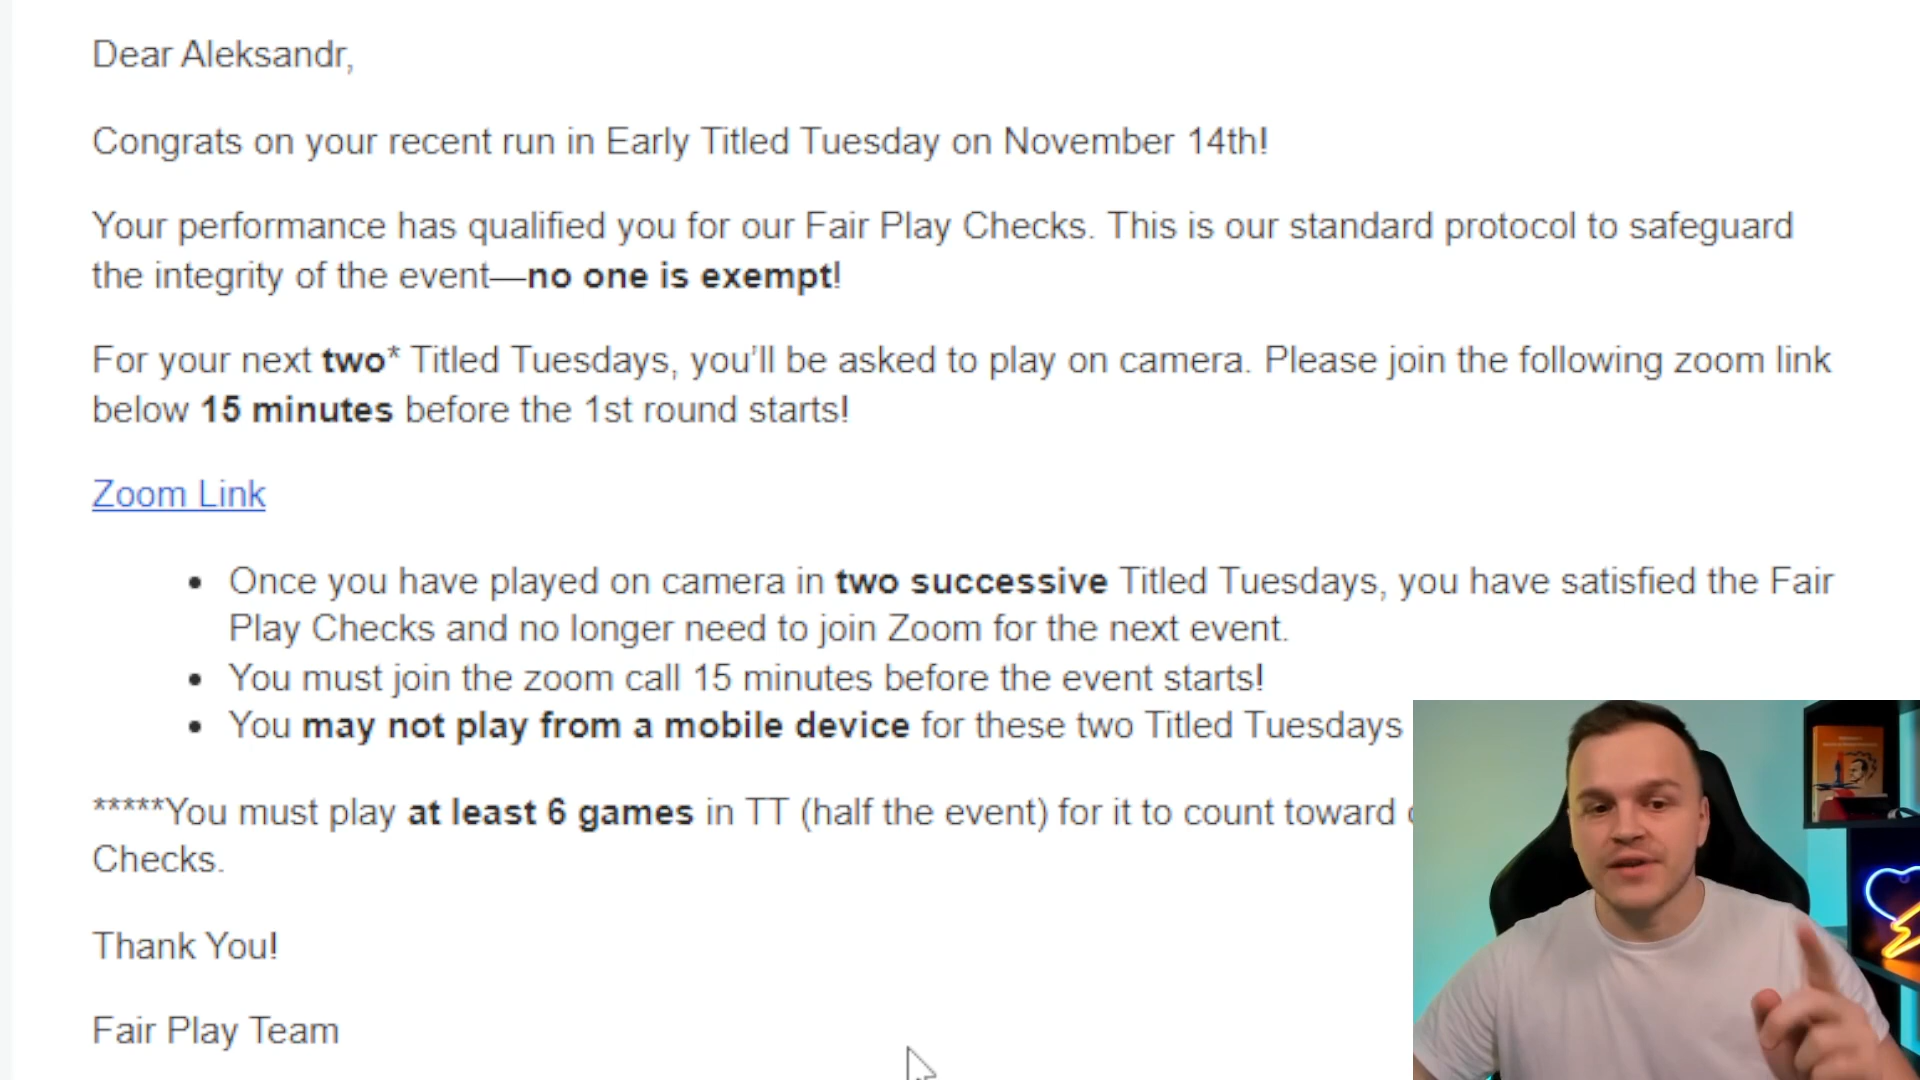 Dear Aleksandr,
Congrats on your recent run in Early Titled Tuesday on November 14th!
Your performance has qualified you for our Fair Play Checks. This is our standard protocol to safeguard
the integrity of the event—no one is exempt!
For your next two* Titled Tuesdays, you’ll be asked to play on camera. Please join the following zoom link
below 15 minutes before the 1st round starts!
Zoom Link
• Once you have played on camera in two successive Titled Tuesdays, you have satisfied the Fair
Play Checks and no longer need to join Zoom for the next event.
• You must join the zoom call 15 minutes before the event starts!
• You may not play from a mobile device for these two Titled Tuesdays
*****You must play at least 6 games in TT (half the event) for it to count toward
Checks.
Thank You!
Fair Play Team